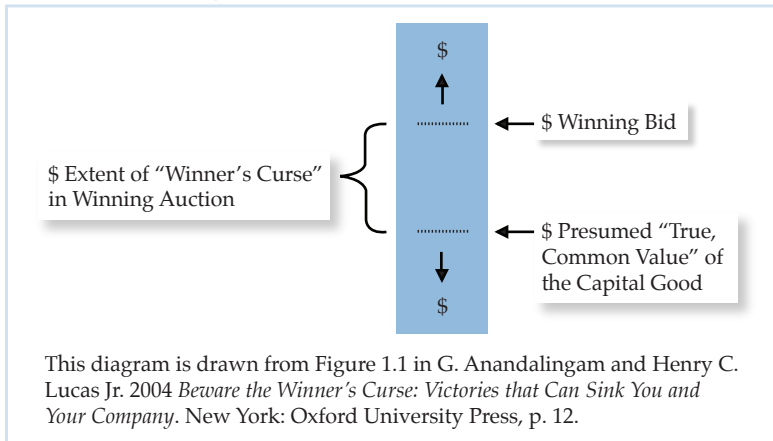 $
$ Winning Bid
$ Extent of “Winner’s Curse”
in Winning Auction
$ Presumed “True,
Common Value” of
the Capital Good
$
This diagram is drawn from Figure 1.1 in G. Anandalingam and Henry C.
Lucas Jr. 2004 Beware the Winner’s Curse: Victories that Can Sink You and
Your Company. New York: Oxford University Press, p. 12.